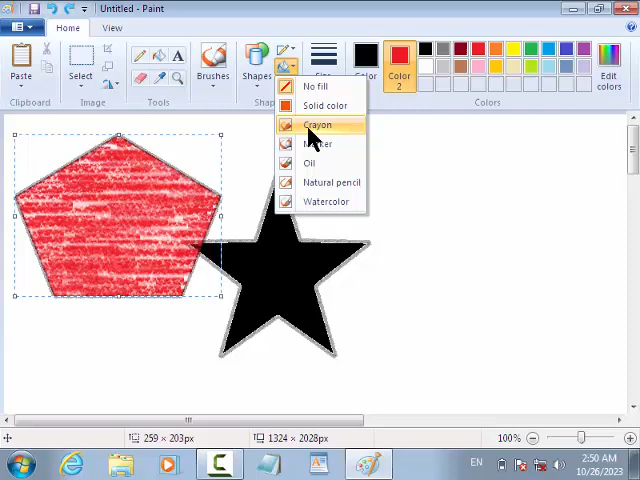 Untitled - Paint
Home
View
Paste
Select
Brushes
Shapes
Size
Color
Color
2
Edit
colors
Clipboard
Image
Tools
Colors
No fill
Solid color
Crayon
Marker
Oil
Natural pencil
Watercolor
259 × 203px
1324 × 2028px
100%
EN
2:50 AM
10/26/2023